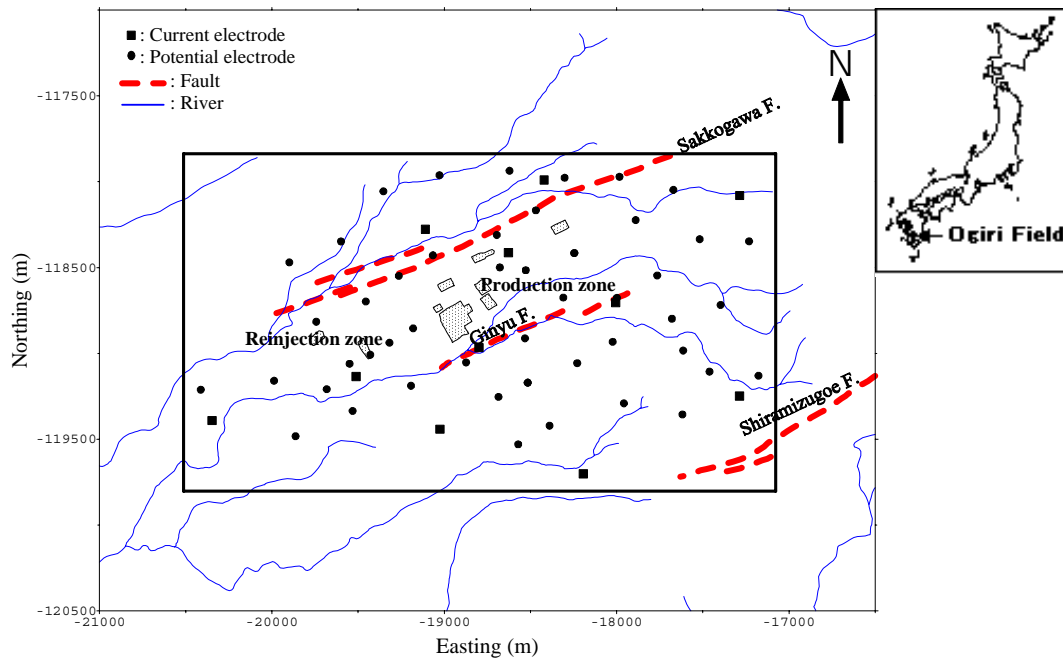 : Current electrode
: Potential electrode
: Fault
: River
N
Sakkogawa F.
Ogiri Field
Production zone
Reinjection zone
Ginyu F.
Shiramizugoe F.
Northing (m)
-117500
-118500
-119500
-120500
-21000
-20000
-19000
-18000
-17000
Easting (m)